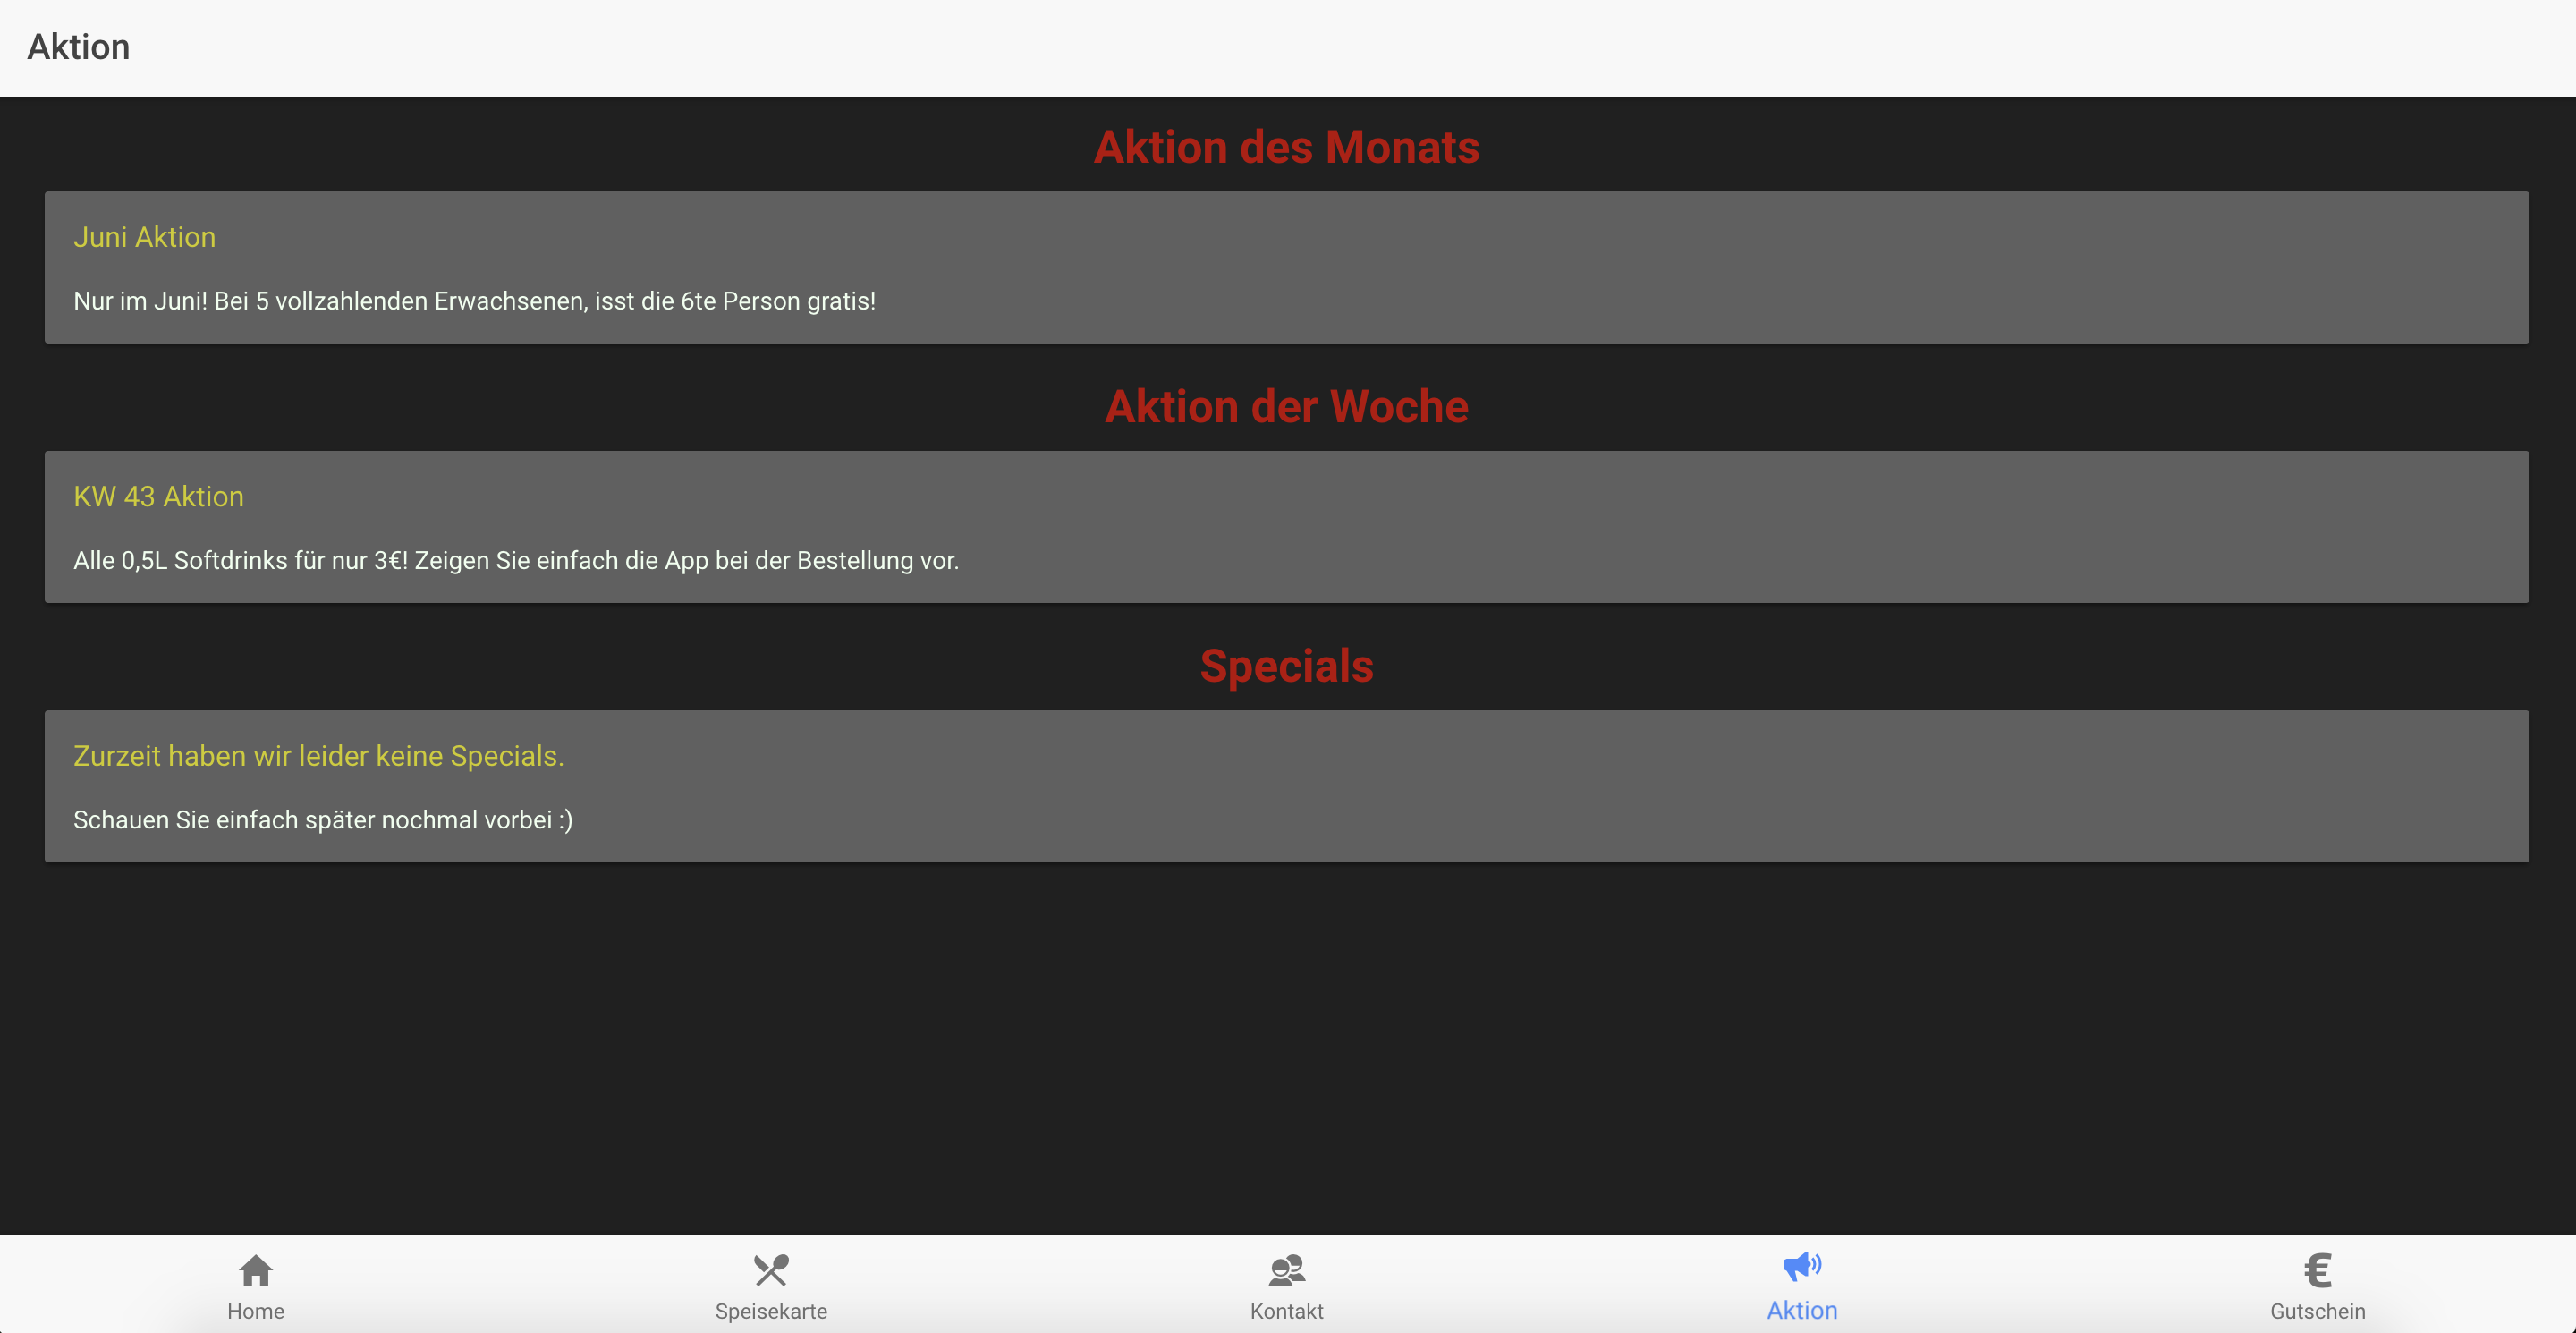 Aktion
Aktion des Monats
Juni Aktion
Nur im Juni! Bei 5 vollzahlenden Erwachsenen, isst die 6te Person gratis!
Aktion der Woche
KW 43 Aktion
Alle 0,5L Softdrinks für nur 3€! Zeigen Sie einfach die App bei der Bestellung vor.
Specials
Zurzeit haben wir leider keine Specials.
Schauen Sie einfach später nochmal vorbei :)
Home
Speisekarte
Kontakt
Aktion
€
Gutschein